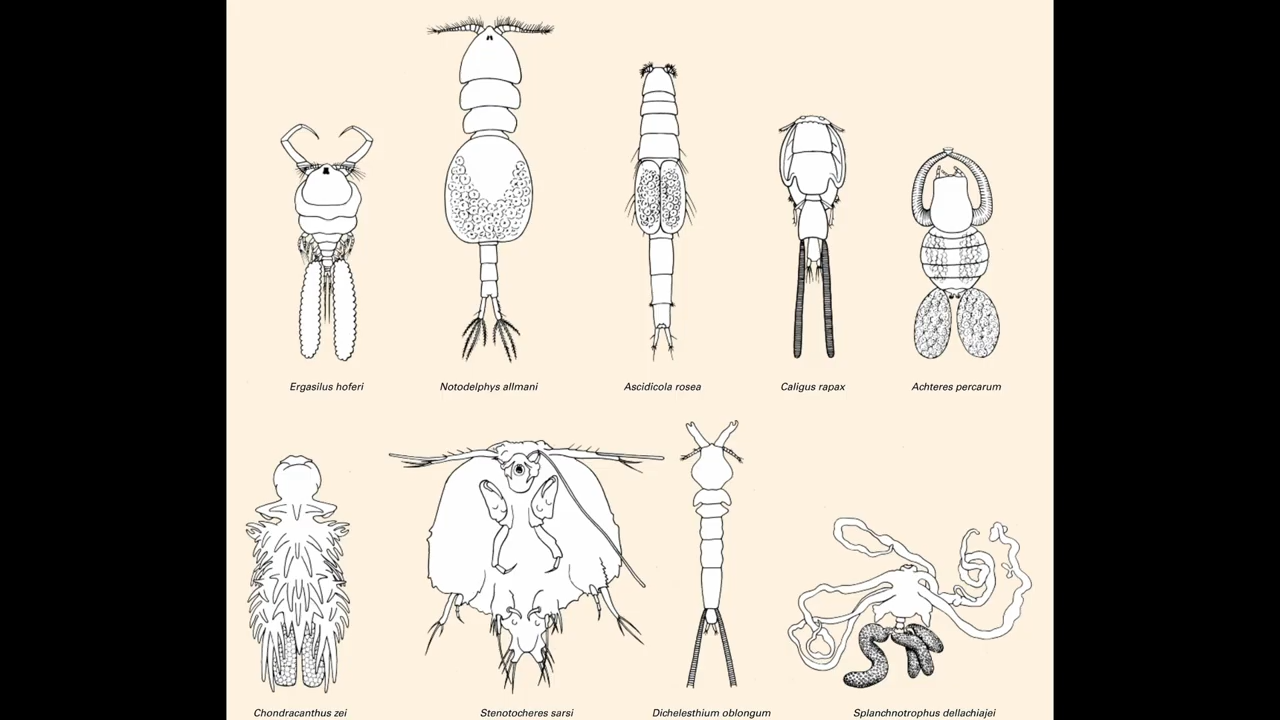 Ergasilus hoferi
Notodelphys allmani
Ascidicola rosea
Caligus rapax
Achteres percarum
Chondracanthus zei
Stenotocheres sarsi
Dichelesthium oblongum
Splanchnotrophus dellachiajei